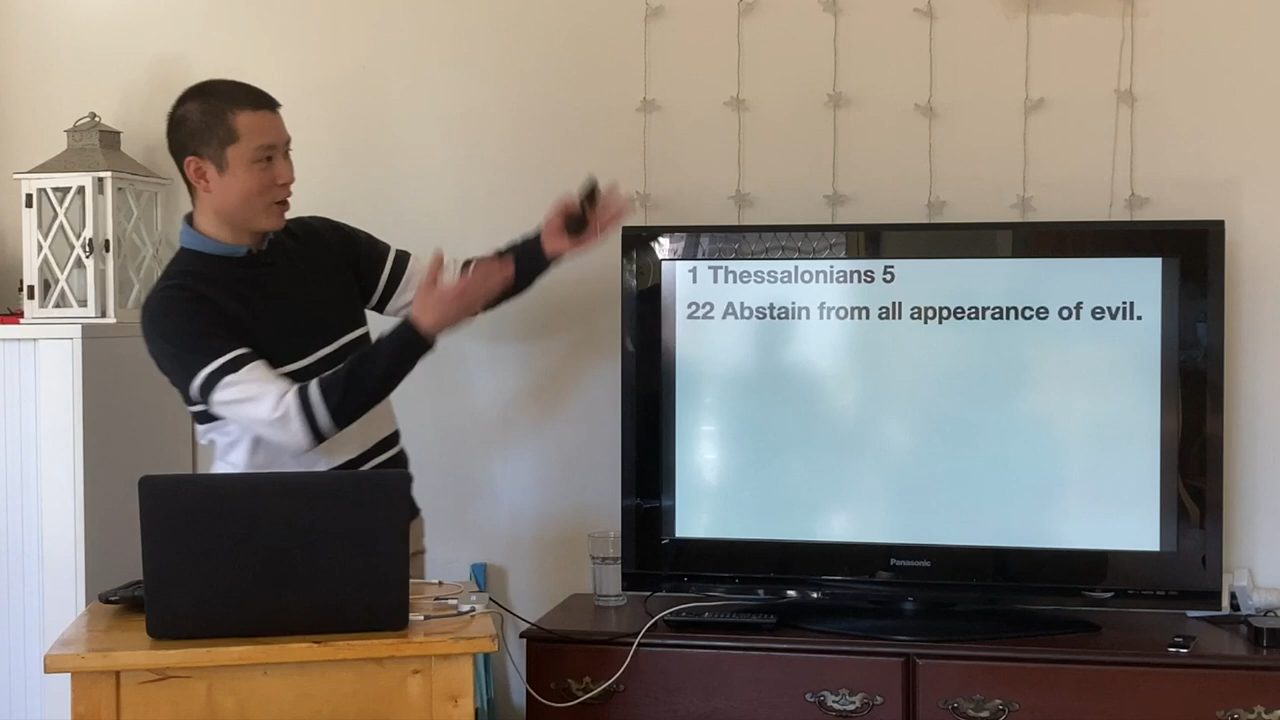 1 Thessalonians 5
22 Abstain from all appearance of evil.
Panasonic